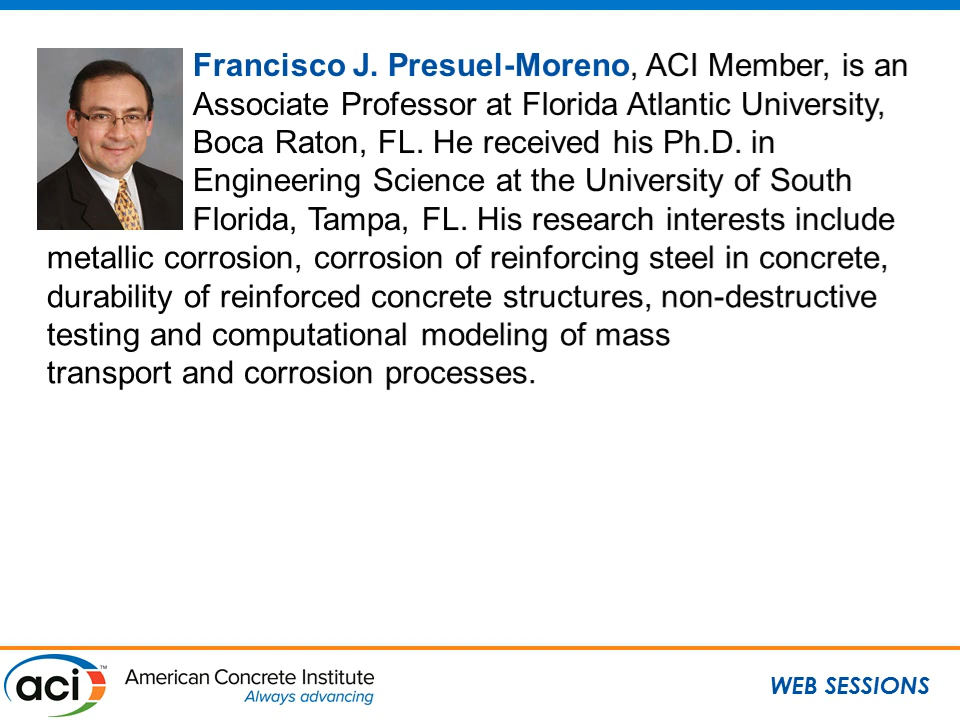 Francisco J. Presuel-Moreno, ACI Member, is an
Associate Professor at Florida Atlantic University,
Boca Raton, FL. He received his Ph.D. in
Engineering Science at the University of South
Florida, Tampa, FL. His research interests include
metallic corrosion, corrosion of reinforcing steel in concrete,
durability of reinforced concrete structures, non-destructive
testing and computational modeling of mass
transport and corrosion processes.
aci™
American Concrete Institute
Always advancing
WEB SESSIONS